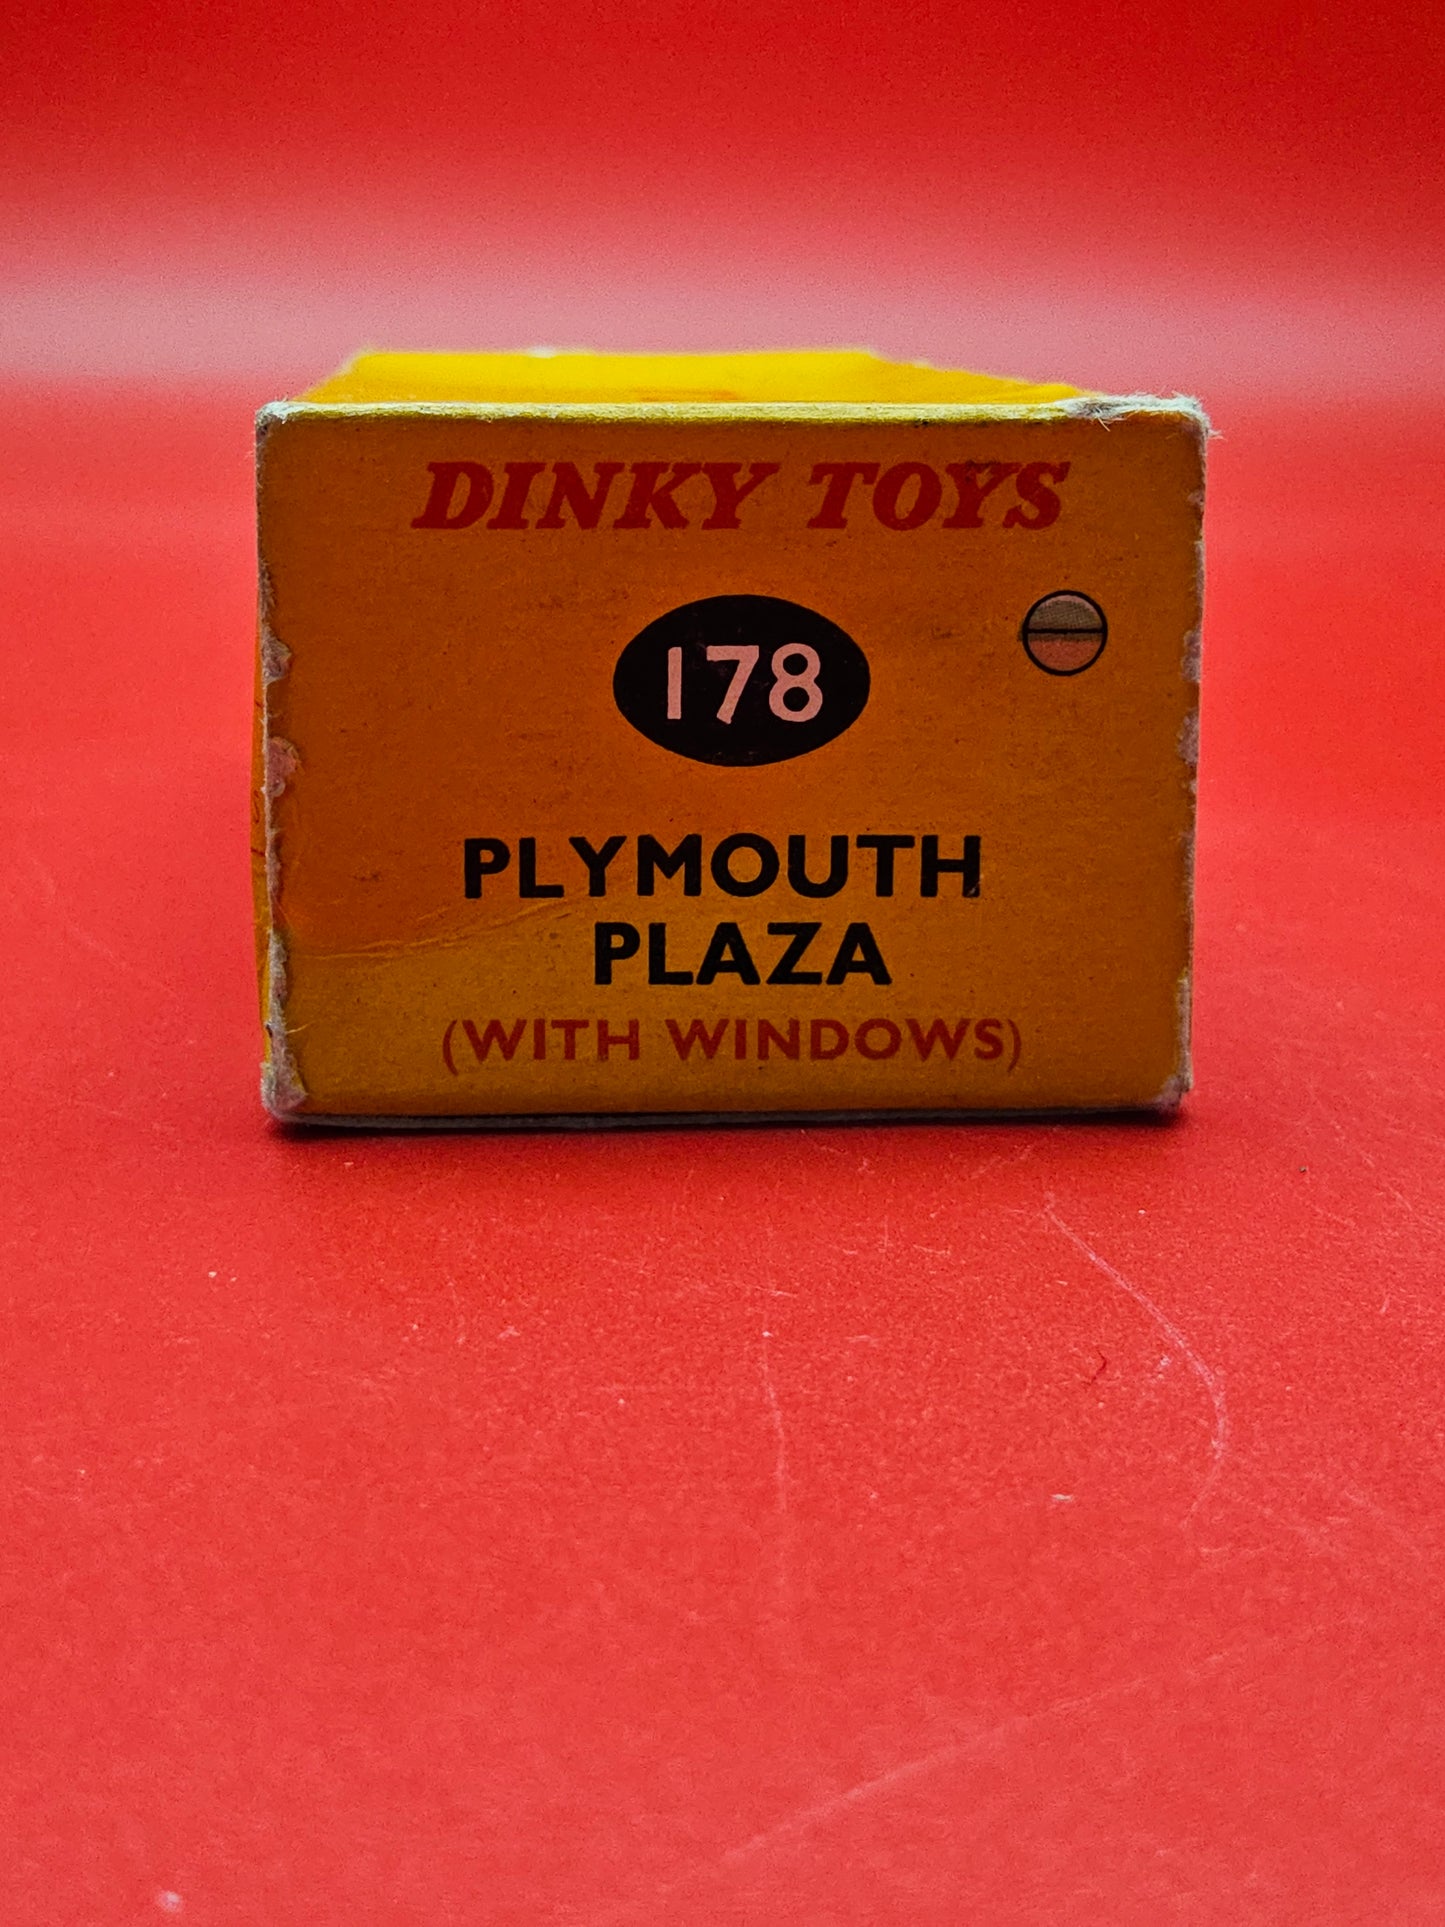 DINKY TOYS
178
PLYMOUTH
PLAZA
(WITH WINDOWS)